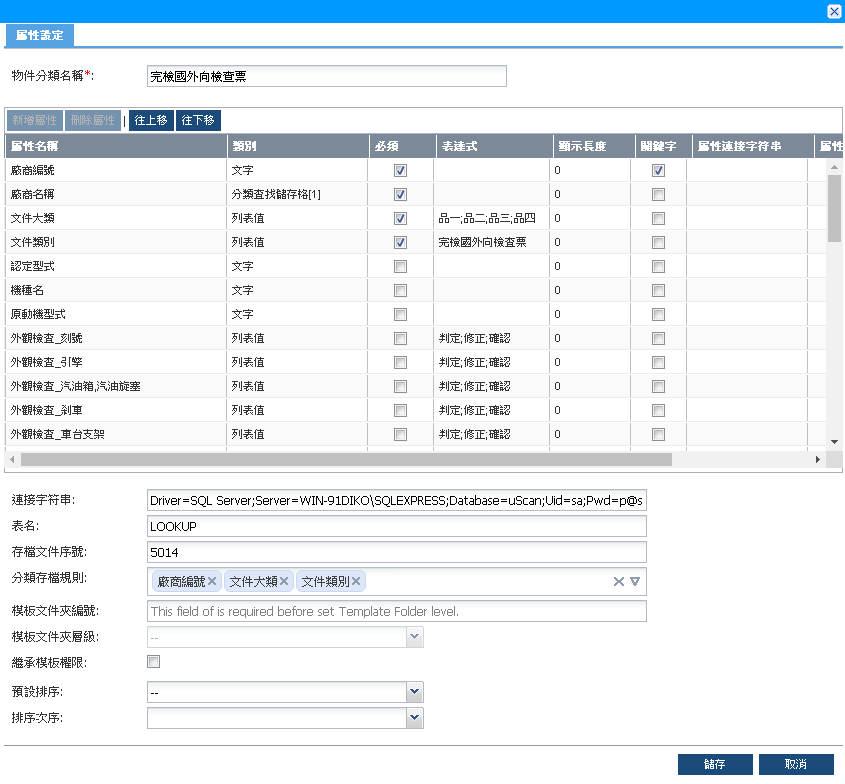 屬性設定
物件分類名稱*: 完檢國外向檢查票
新增屬性 刪除屬性 | 往上移 往下移
屬性名稱 類別 必須 表達式 顯示長度 關鍵字 屬性連接字符串 屬性
廠商編號 文字 0
廠商名稱 分類查找儲存格[1] 0
文件大類 列表值 品一;品二;品三;品四 0
文件類別 列表值 完檢國外向檢查票 0
認定型式 文字 0
機種名 文字 0
原動機型式 文字 0
外觀檢查_刻號 列表值 判定;修正;確認 0
外觀檢查_引擎 列表值 判定;修正;確認 0
外觀檢查_汽油箱,汽油旋塞 列表值 判定;修正;確認 0
外觀檢查_剎車 列表值 判定;修正;確認 0
外觀檢查_車台支架 列表值 判定;修正;確認 0
連接字符串: Driver=SQL Server;Server=WIN-91DIKO\SQLEXPRESS;Database=uScan;Uid=sa;Pwd=p@s
表名: LOOKUP
存檔文件序號: 5014
分類存檔規則: 廠商編號 文件大類 文件類別
模板文件夾編號: This field of is required before set Template Folder level.
模板文件夾層級: --
繼承模板權限:
預設排序: --
排序次序:
儲存 取消